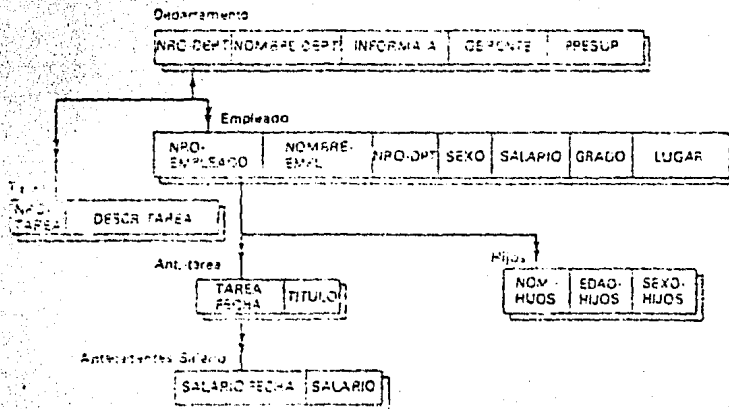 Departamento
NRO-DEPT NOMBRE-DEPT INFORMA A GERENTE PRESUP
Empleado
NRO- EMPLEADO NOMBRE- EMPL NRO-DPT SEXO SALARIO GRADO LUGAR
TAREA DESCR TAREA
Ant.-tarea
Hijos
TAREA FECHA TITULO
NOM- HIJOS EDAD- HIJOS SEXO- HIJOS
Antecedentes Salario
SALARIO FECHA SALARIO